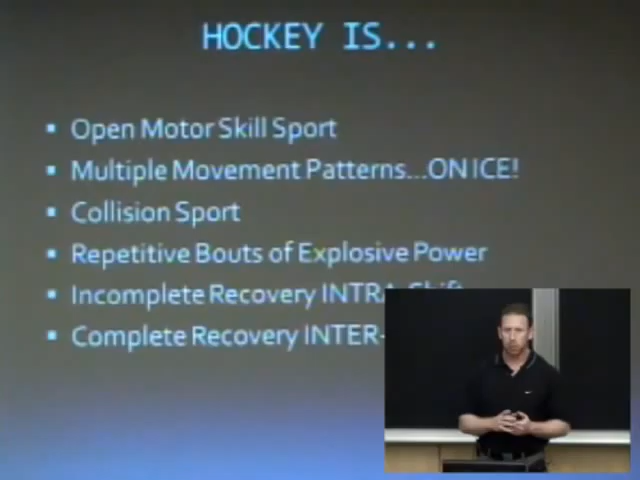 HOCKEY IS...
▪ Open Motor Skill Sport
▪ Multiple Movement Patterns...ON ICE!
▪ Collision Sport
▪ Repetitive Bouts of Explosive Power
▪ Incomplete Recovery INTRA-Shift
▪ Complete Recovery INTER-